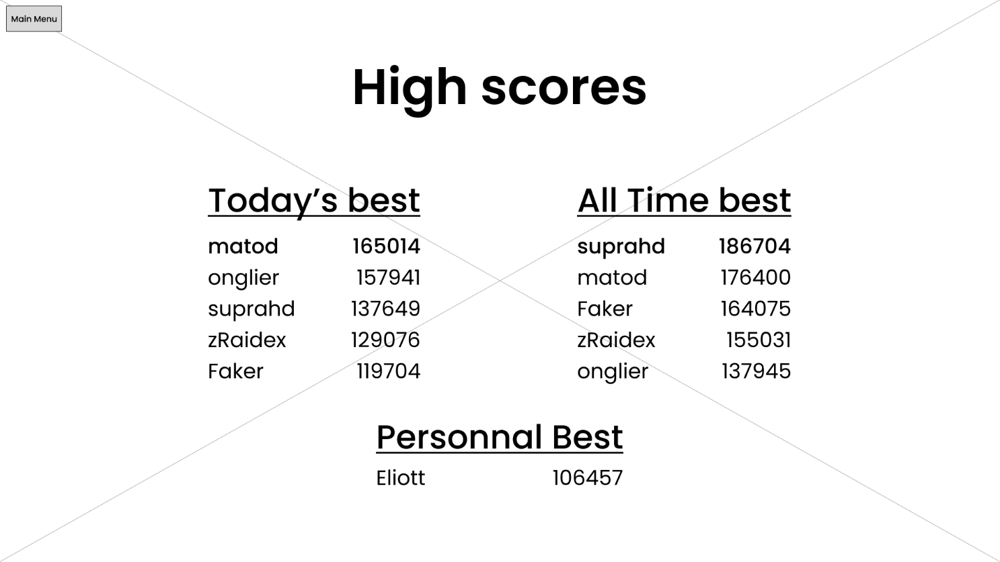 Main Menu
High scores
Today’s best
matod 165014
onglier 157941
suprahd 137649
zRaidex 129076
Faker 119704
All Time best
suprahd 186704
matod 176400
Faker 164075
zRaidex 155031
onglier 137945
Personnal Best
Eliott 106457